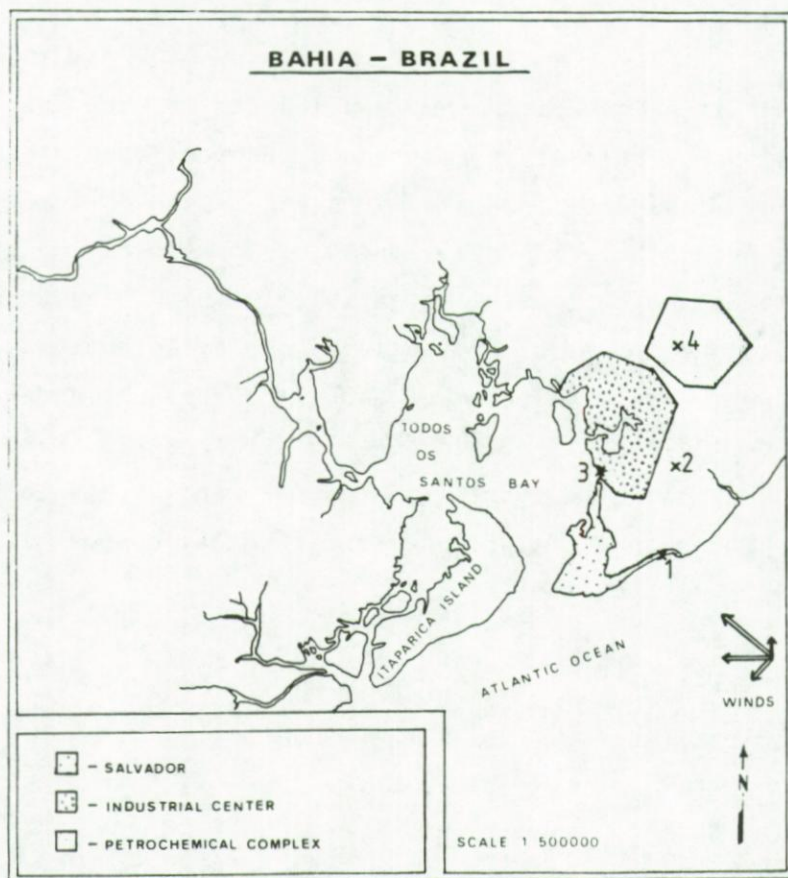 BAHIA - BRAZIL
×4
TODOS
OS
SANTOS BAY
3
×2
1
ITAPARICA ISLAND
ATLANTIC OCEAN
WINDS
N
- SALVADOR
- INDUSTRIAL CENTER
- PETROCHEMICAL COMPLEX
SCALE 1 500000